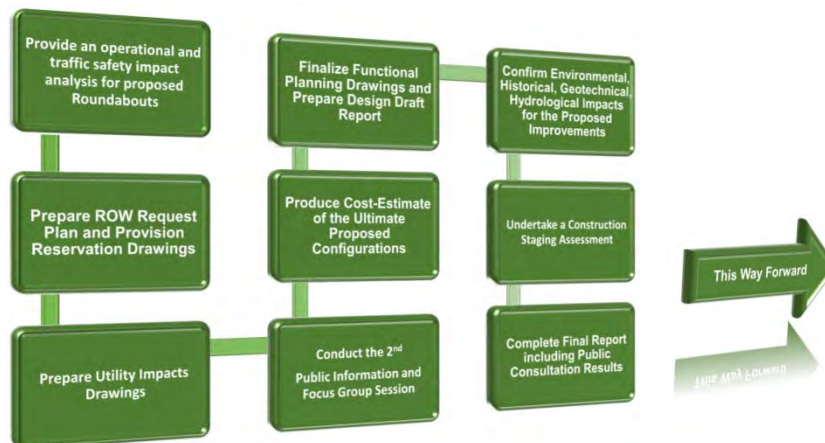 Provide an operational and
traffic safety impact
analysis for proposed
Roundabouts
Prepare ROW Request
Plan and Provision
Reservation Drawings
Prepare Utility Impacts
Drawings
Conduct the 2nd
Public Information and
Focus Group Session
Produce Cost-Estimate
of the Ultimate
Proposed
Configurations
Finalize Functional
Planning Drawings and
Prepare Design Draft
Report
Confirm Environmental,
Historical, Geotechnical,
Hydrological Impacts
for the Proposed
Improvements
Undertake a Construction
Staging Assessment
Complete Final Report
including Public
Consultation Results
This Way Forward